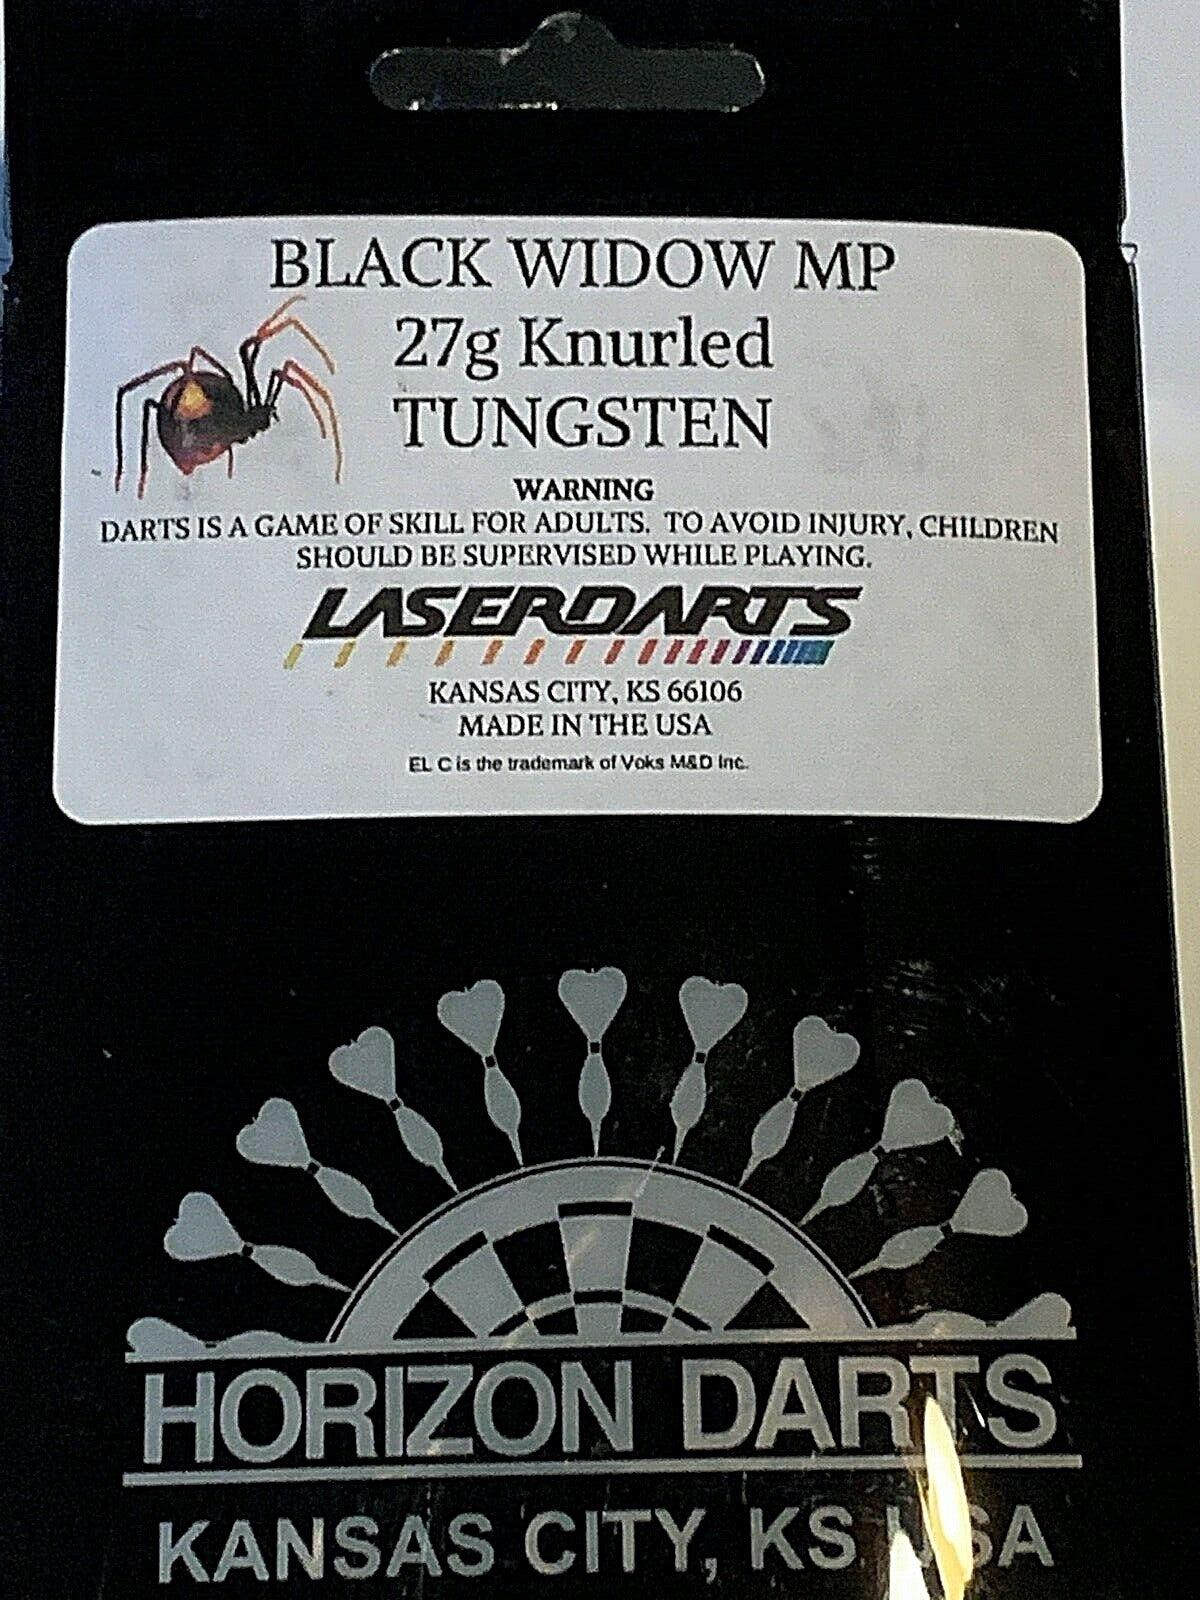 BLACK WIDOW MP
27g Knurled
TUNGSTEN
WARNING
DARTS IS A GAME OF SKILL FOR ADULTS. TO AVOID INJURY, CHILDREN
SHOULD BE SUPERVISED WHILE PLAYING.
LASERDARTS
KANSAS CITY, KS 66106
MADE IN THE USA
EL C is the trademark of Voks M&D Inc.
HORIZON DARTS
KANSAS CITY, KS USA